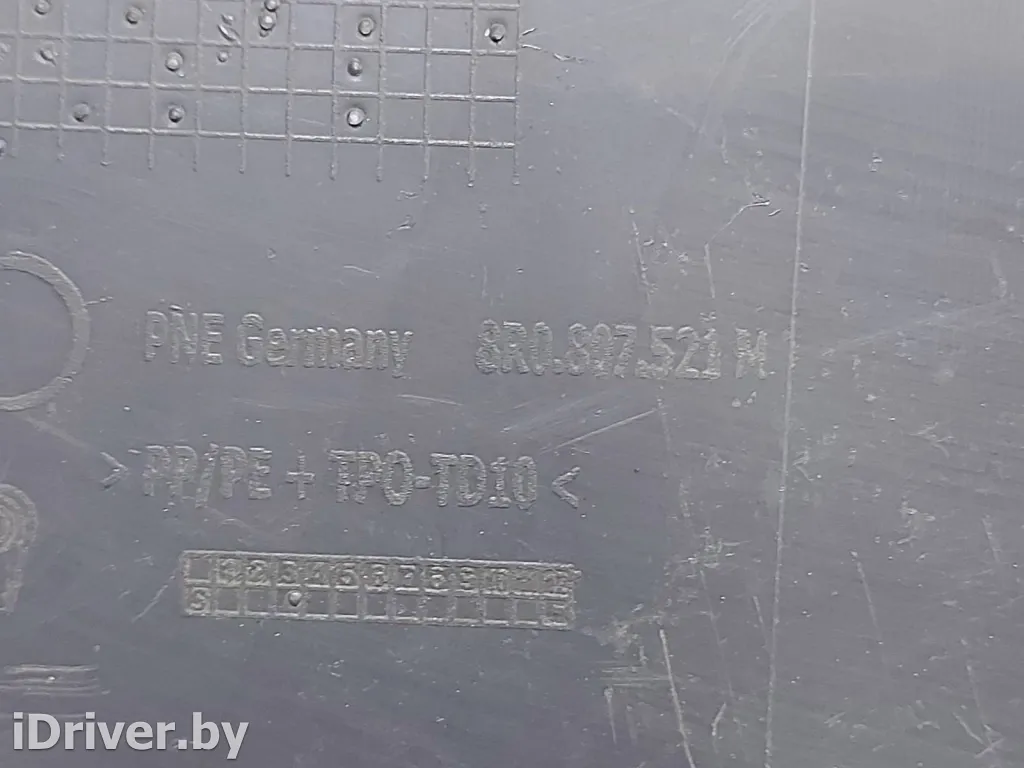 PNE Germany 8R0.807.521 M
>PP/PE + TPO-TD10<
iDriver.by